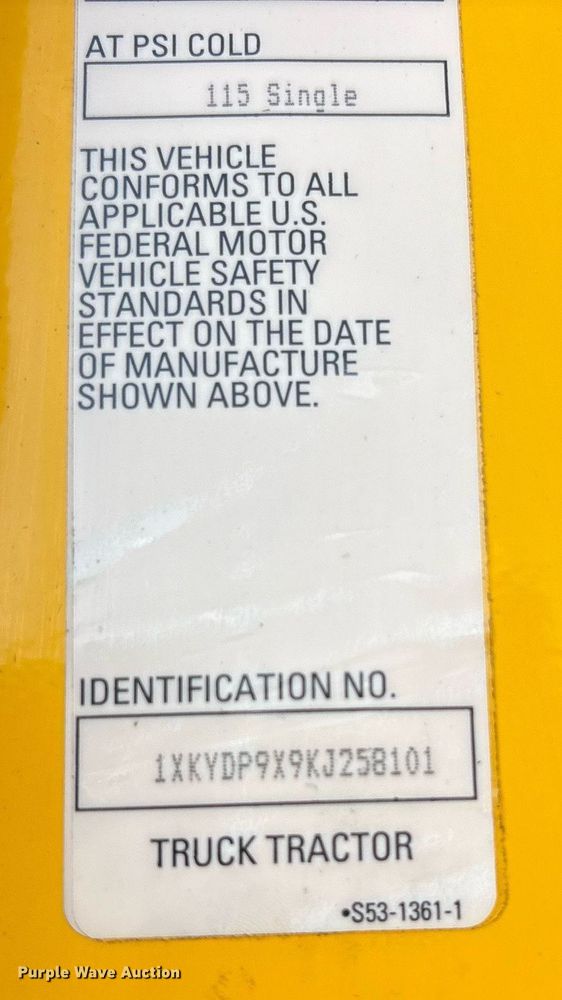 AT PSI COLD
115 Single
THIS VEHICLE
CONFORMS TO ALL
APPLICABLE U.S.
FEDERAL MOTOR
VEHICLE SAFETY
STANDARDS IN
EFFECT ON THE DATE
OF MANUFACTURE
SHOWN ABOVE.
IDENTIFICATION NO.
1XKYDP9X9KJ258101
TRUCK TRACTOR
•S53-1361-1
Purple Wave Auction